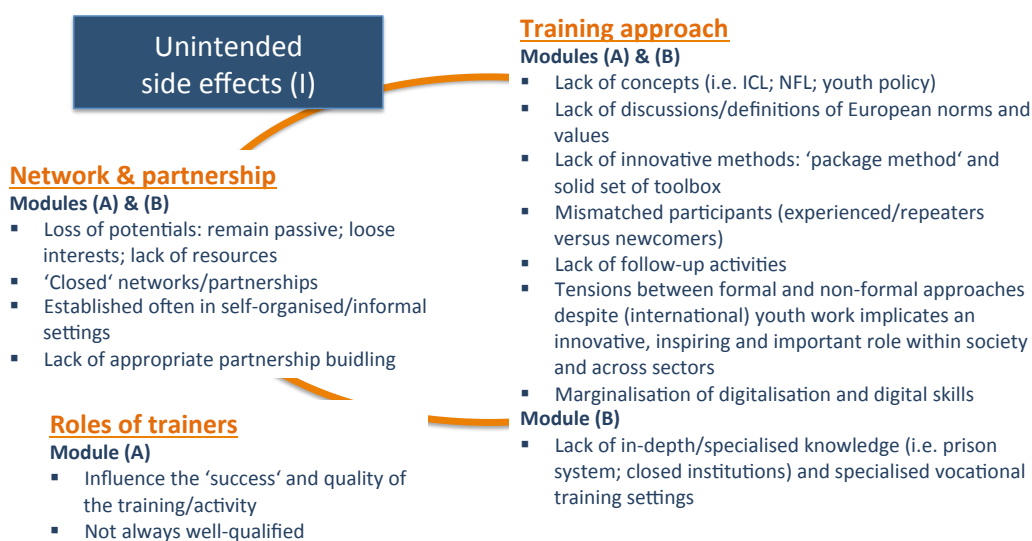 Unintended
side effects (I)
Network & partnership
Modules (A) & (B)
▪ Loss of potentials: remain passive; loose
interests; lack of resources
▪ ‘Closed‘ networks/partnerships
▪ Established often in self-organised/informal
settings
▪ Lack of appropriate partnership buidling
Roles of trainers
Module (A)
▪ Influence the ‘success‘ and quality of
the training/activity
▪ Not always well-qualified
Training approach
Modules (A) & (B)
▪ Lack of concepts (i.e. ICL; NFL; youth policy)
▪ Lack of discussions/definitions of European norms and
values
▪ Lack of innovative methods: ‘package method‘ and
solid set of toolbox
▪ Mismatched participants (experienced/repeaters
versus newcomers)
▪ Lack of follow-up activities
▪ Tensions between formal and non-formal approaches
despite (international) youth work implicates an
innovative, inspiring and important role within society
and across sectors
▪ Marginalisation of digitalisation and digital skills
Module (B)
▪ Lack of in-depth/specialised knowledge (i.e. prison
system; closed institutions) and specialised vocational
training settings